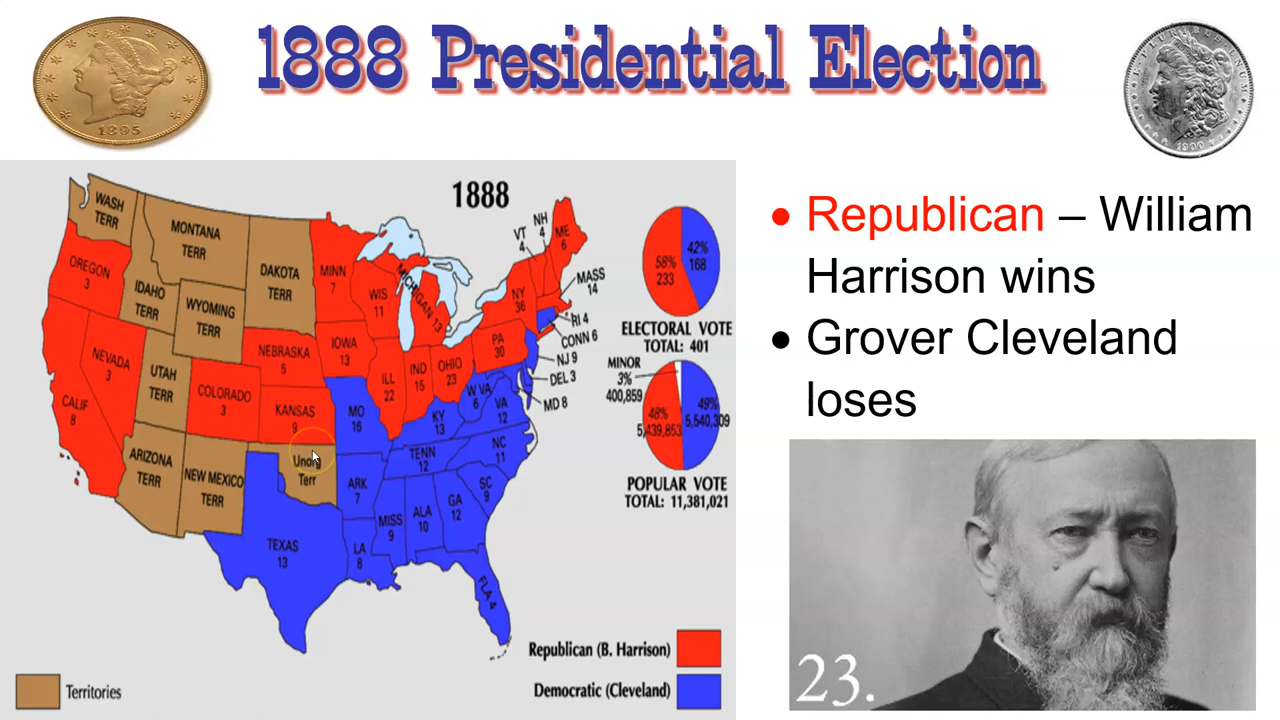 1888 Presidential Election
1895
E PLURIBUS UNUM
1900
1888
WASH
TERR
MONTANA
TERR
IDAHO
TERR
WYOMING
TERR
DAKOTA
TERR
UTAH
TERR
ARIZONA
TERR
NEW MEXICO
TERR
Unorg
Terr
OREGON
3
CALIF
8
NEVADA
3
COLORADO
3
NEBRASKA
5
KANSAS
9
TEXAS
13
MINN
7
IOWA
13
MO
16
ARK
7
LA
8
WIS
11
MICHIGAN 13
ILL
22
IND
15
OHIO
23
KY
13
TENN
12
MISS
9
ALA
10
GA
12
FLA 4
SC
9
NC
11
VA
12
W VA
6
PA
30
NY
36
VT
4
NH
4
ME
6
MASS
14
RI 4
CONN 6
NJ 9
DEL 3
MD 8
58%
233
42%
168
ELECTORAL VOTE
TOTAL: 401
MINOR
3%
400,859
48%
5,439,853
49%
5,540,309
POPULAR VOTE
TOTAL: 11,381,021
Republican (B. Harrison)
Democratic (Cleveland)
Territories
• Republican – William
Harrison wins
• Grover Cleveland
loses
23.